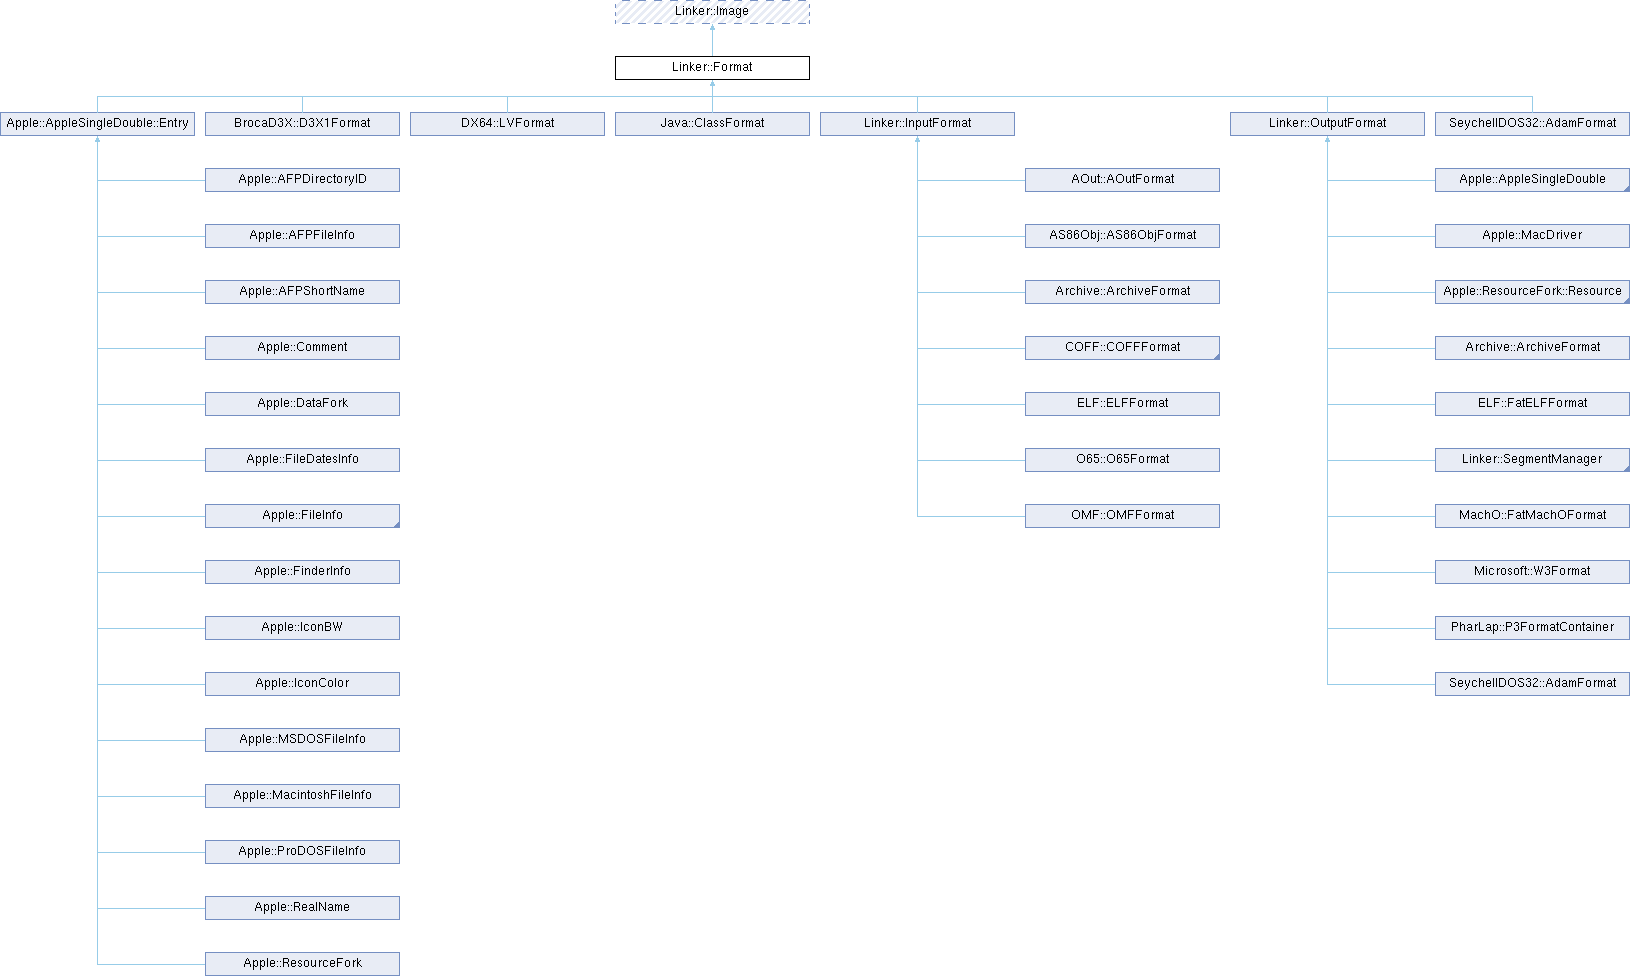 Linker::Image
Linker::Format
Apple::AppleSingleDouble::Entry
BrocaD3X::D3X1Format
DX64::LVFormat
Java::ClassFormat
Linker::InputFormat
Linker::OutputFormat
SeychellDOS32::AdamFormat
Apple::AFPDirectoryID
AOut::AOutFormat
Apple::AppleSingleDouble
Apple::AFPFileInfo
AS86Obj::AS86ObjFormat
Apple::MacDriver
Apple::AFPShortName
Archive::ArchiveFormat
Apple::ResourceFork::Resource
Apple::Comment
COFF::COFFFormat
Archive::ArchiveFormat
Apple::DataFork
ELF::ELFFormat
ELF::FatELFFormat
Apple::FileDatesInfo
O65::O65Format
Linker::SegmentManager
Apple::FileInfo
OMF::OMFFormat
MachO::FatMachOFormat
Apple::FinderInfo
Microsoft::W3Format
Apple::IconBW
PharLap::P3FormatContainer
Apple::IconColor
SeychellDOS32::AdamFormat
Apple::MSDOSFileInfo
Apple::MacintoshFileInfo
Apple::ProDOSFileInfo
Apple::RealName
Apple::ResourceFork